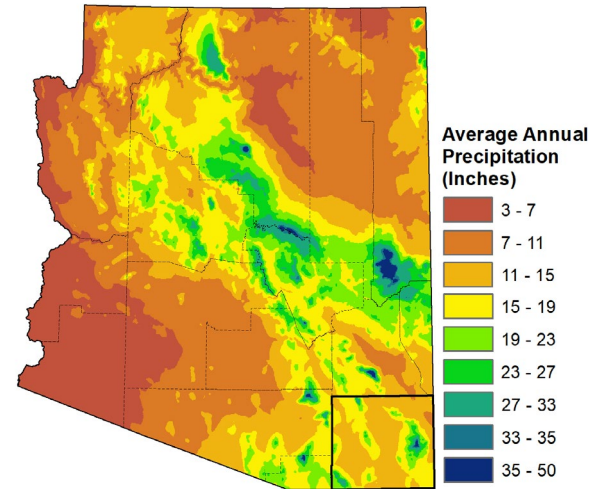 Average Annual
Precipitation
(Inches)
3 - 7
7 - 11
11 - 15
15 - 19
19 - 23
23 - 27
27 - 33
33 - 35
35 - 50